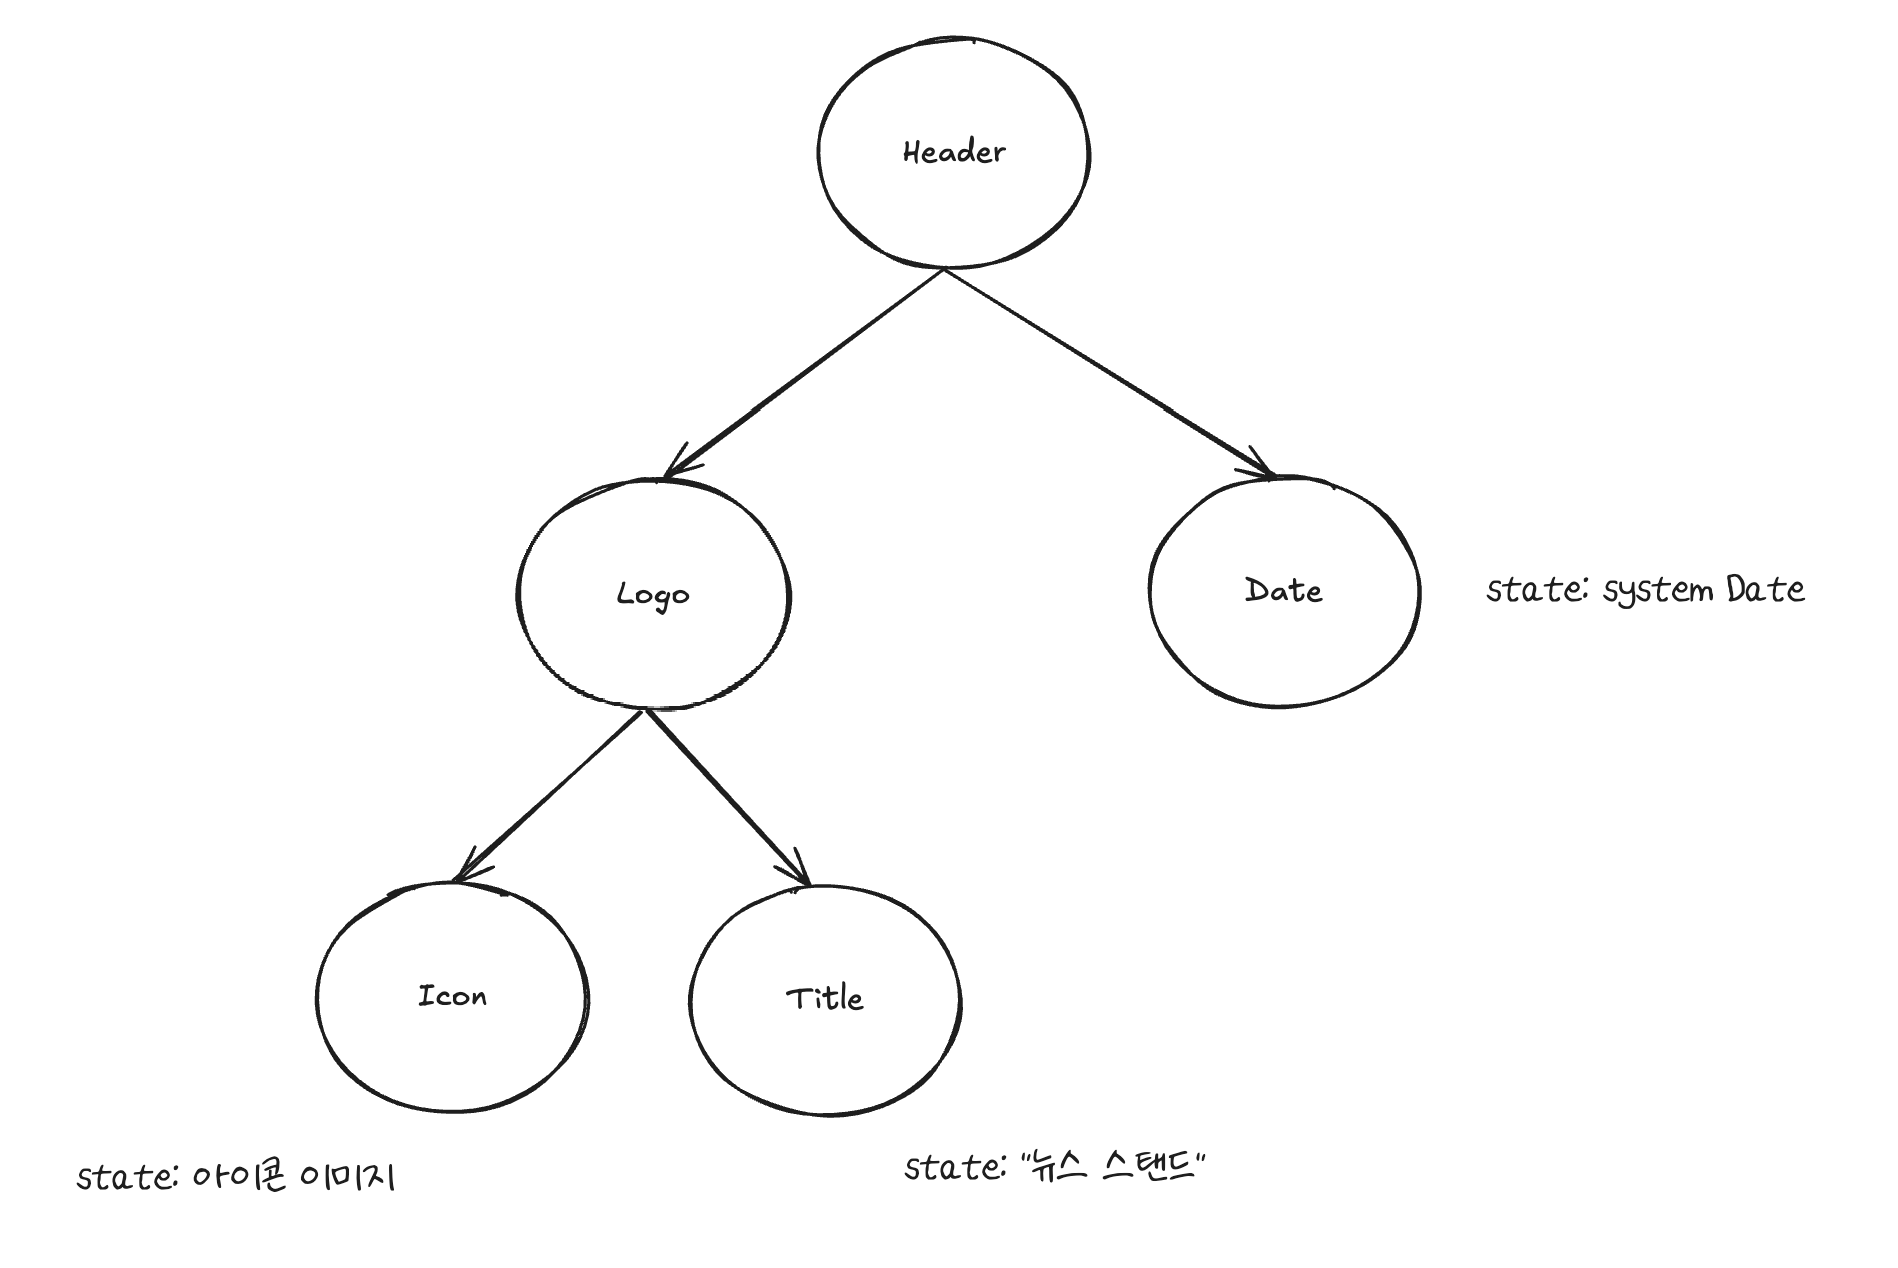 Header
Logo
Date
state: system Date
Icon
Title
state: 아이콘 이미지
state: "뉴스 스탠드"